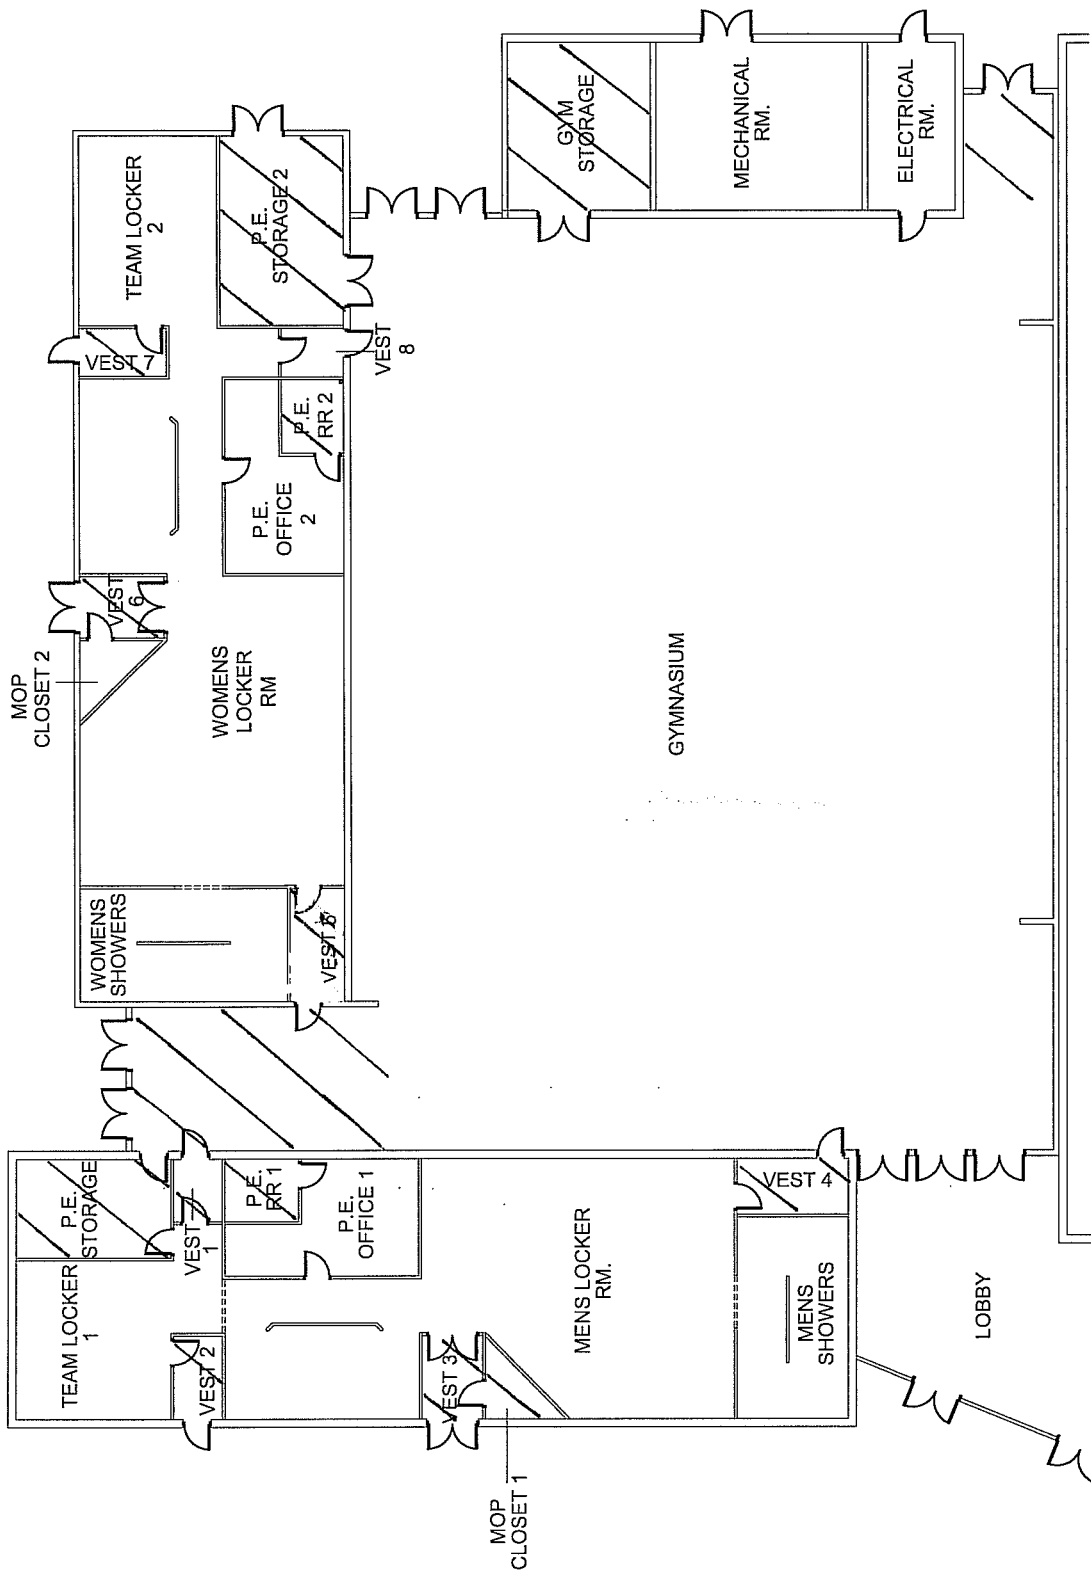 GYM
STORAGE
MECHANICAL
RM.
ELECTRICAL
RM.
TEAM LOCKER
2
P.E.
STORAGE 2
VEST 7
VEST
8
P.E.
RR 2
P.E.
OFFICE
2
VEST
6
MOP
CLOSET 2
WOMENS
LOCKER
RM
GYMNASIUM
WOMENS
SHOWERS
VEST 5
P.E.
STORAGE
TEAM LOCKER
1
VEST
1
P.E.
RR 1
P.E.
OFFICE 1
VEST 2
VEST 3
MENS LOCKER
RM.
VEST 4
MENS
SHOWERS
LOBBY
MOP
CLOSET 1